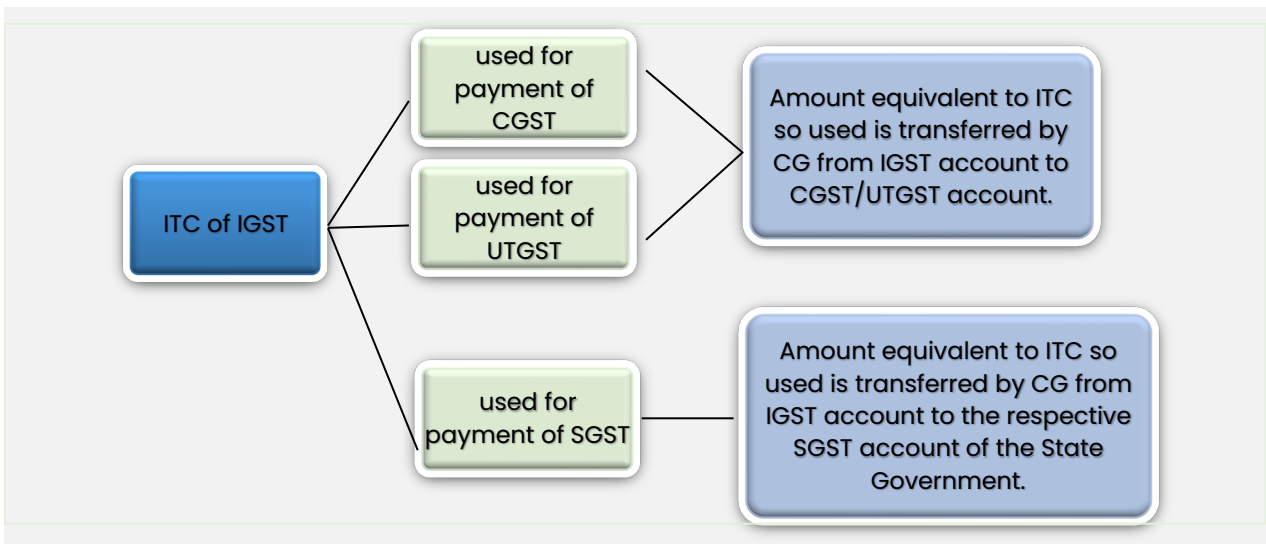 ITC of IGST
used for
payment of
CGST
used for
payment of
UTGST
used for
payment of SGST
Amount equivalent to ITC
so used is transferred by
CG from IGST account to
CGST/UTGST account.
Amount equivalent to ITC so
used is transferred by CG from
IGST account to the respective
SGST account of the State
Government.